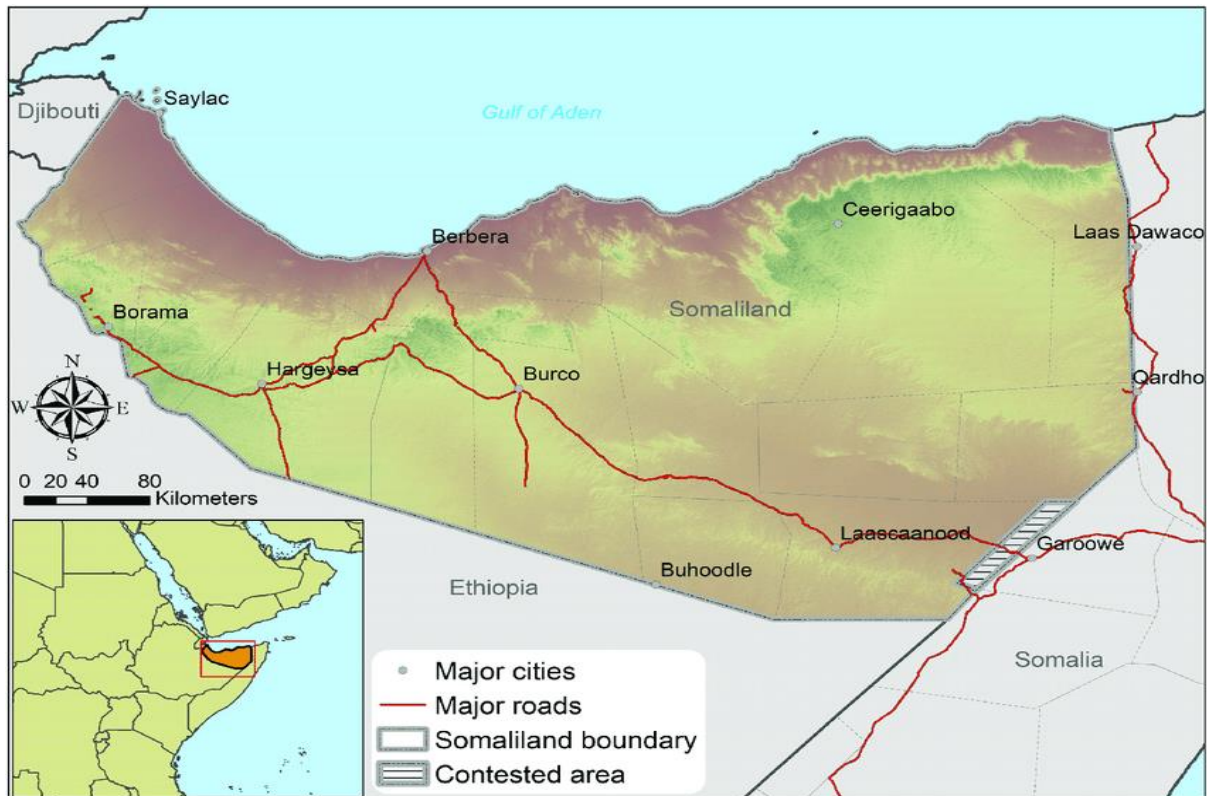 Djibouti
Saylac
Gulf of Aden
Ceerigaabo
Laas Dawaco
Berbera
Somaliland
Borama
Hargeysa
Burco
Qardho
N
W E
S
0 20 40 80
Kilometers
Laascaanood
Garoowe
Buhoodle
Ethiopia
Somalia
Major cities
Major roads
Somaliland boundary
Contested area